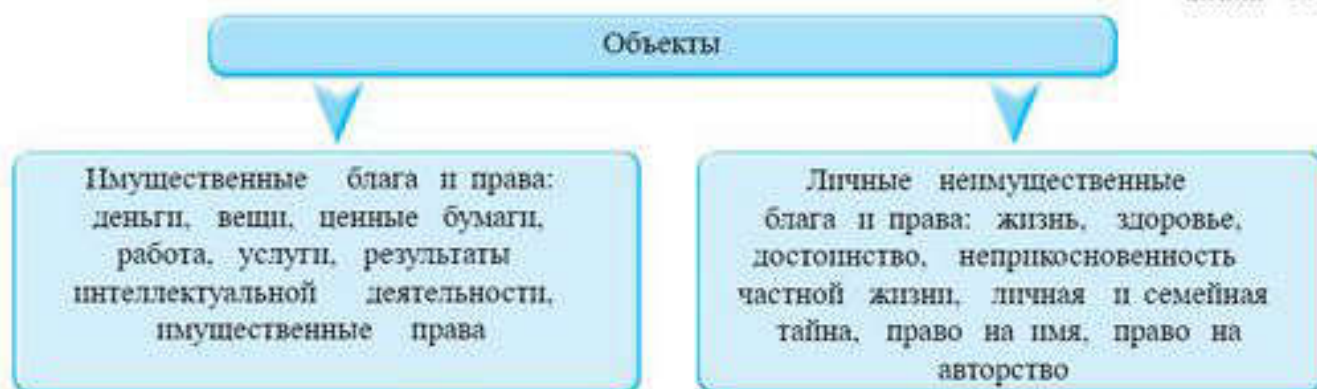 Объекты
Имущественные блага и права:
деньги, вещи, ценные бумаги,
работа, услуги, результаты
интеллектуальной деятельности,
имущественные права
Личные неимущественные
блага и права: жизнь, здоровье,
достоинство, неприкосновенность
частной жизни, личная и семейная
тайна, право на имя, право на
авторство